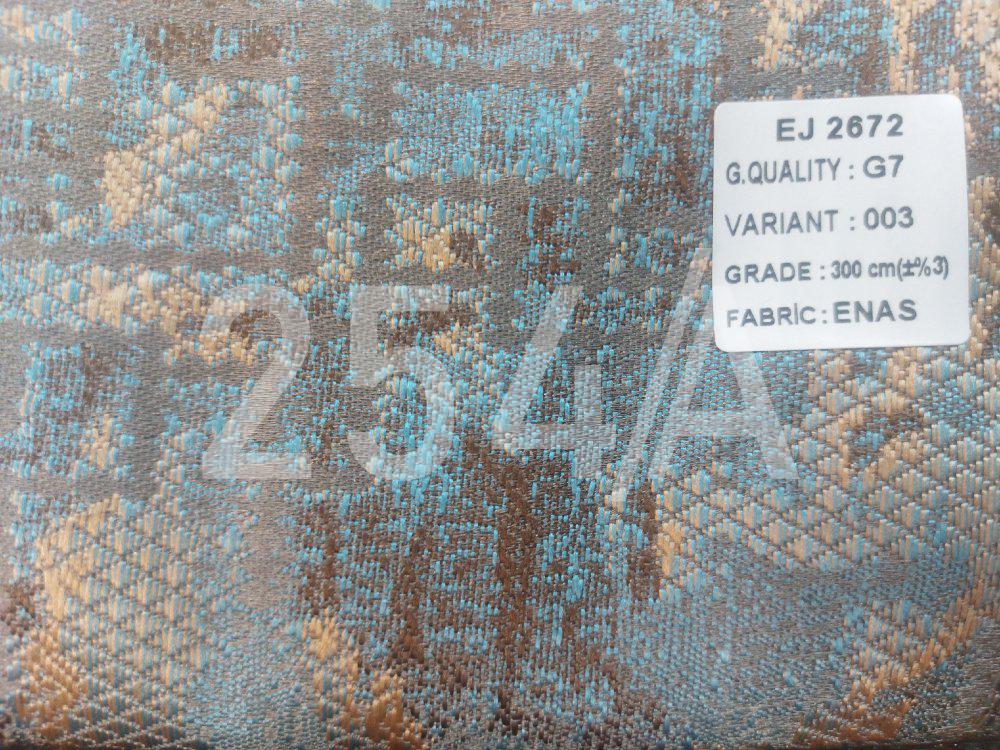 EJ 2672
G.QUALITY : G7
VARIANT : 003
GRADE : 300 cm(±%3)
FABRİC : ENAS
254/A